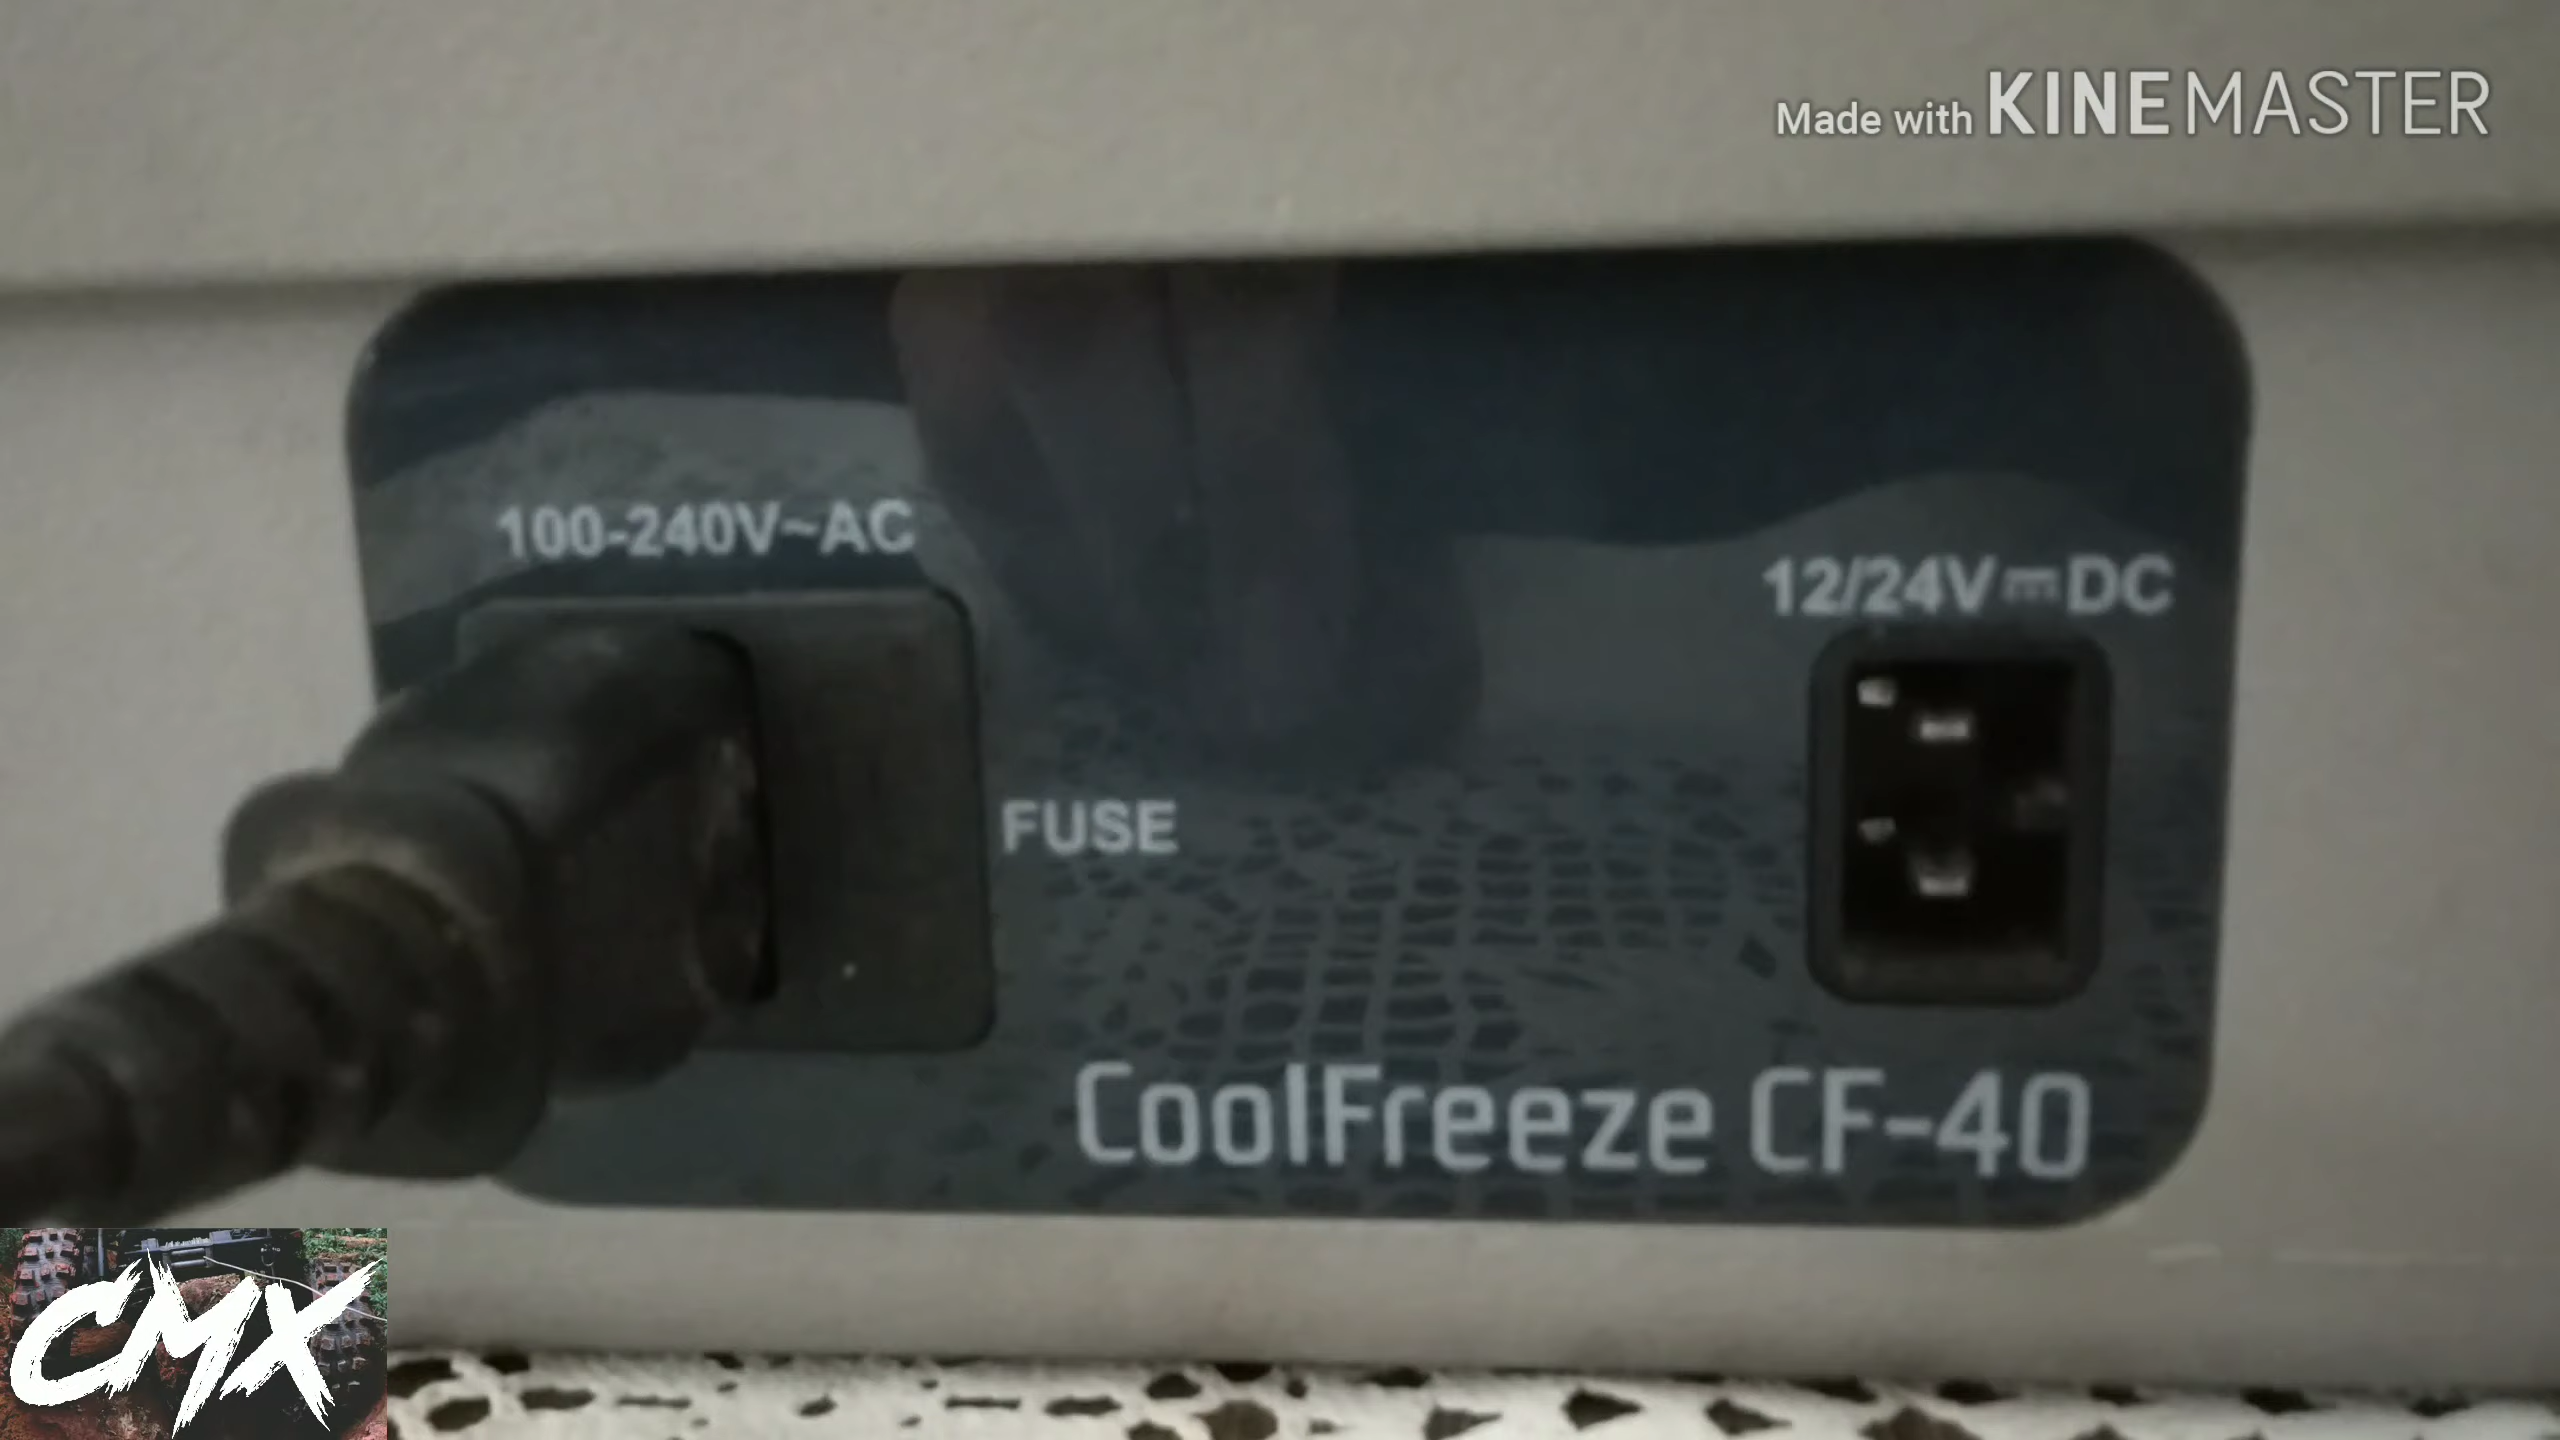 Made with KINEMASTER
100-240V~AC
12/24V⎓DC
FUSE
CoolFreeze CF-40
CMX